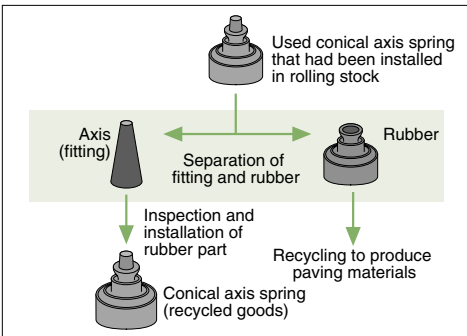 Used conical axis spring
that had been installed
in rolling stock
Axis
(fitting)
Rubber
Separation of
fitting and rubber
Inspection and
installation of
rubber part
Recycling to produce
paving materials
Conical axis spring
(recycled goods)